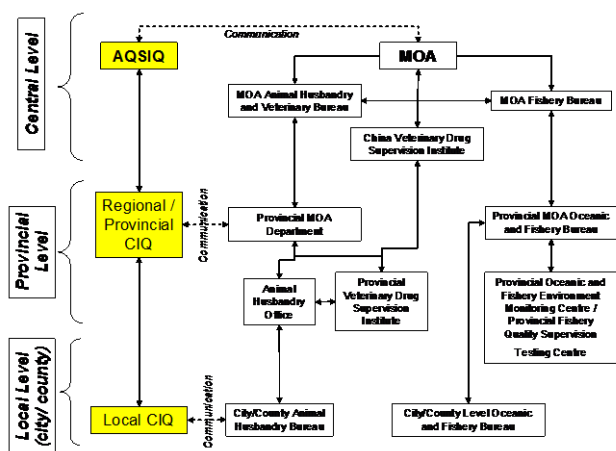 Communication
Central Level
AQSIQ
MOA
MOA Animal Husbandry
and Veterinary Bureau
MOA Fishery Bureau
China Veterinary Drug
Supervision Institute
Provincial
Level
Regional /
Provincial
CIQ
Communication
Provincial MOA
Department
Provincial MOA Oceanic
and Fishery Bureau
Animal
Husbandry
Office
Provincial
Veterinary Drug
Supervision
Institute
Provincial Oceanic and
Fishery Environment
Monitoring Centre /
Provincial Fishery
Quality Supervision
Testing Centre
Local Level
(city/ county)
Local CIQ
Communication
City/County Animal
Husbandry Bureau
City/County Level Oceanic
and Fishery Bureau